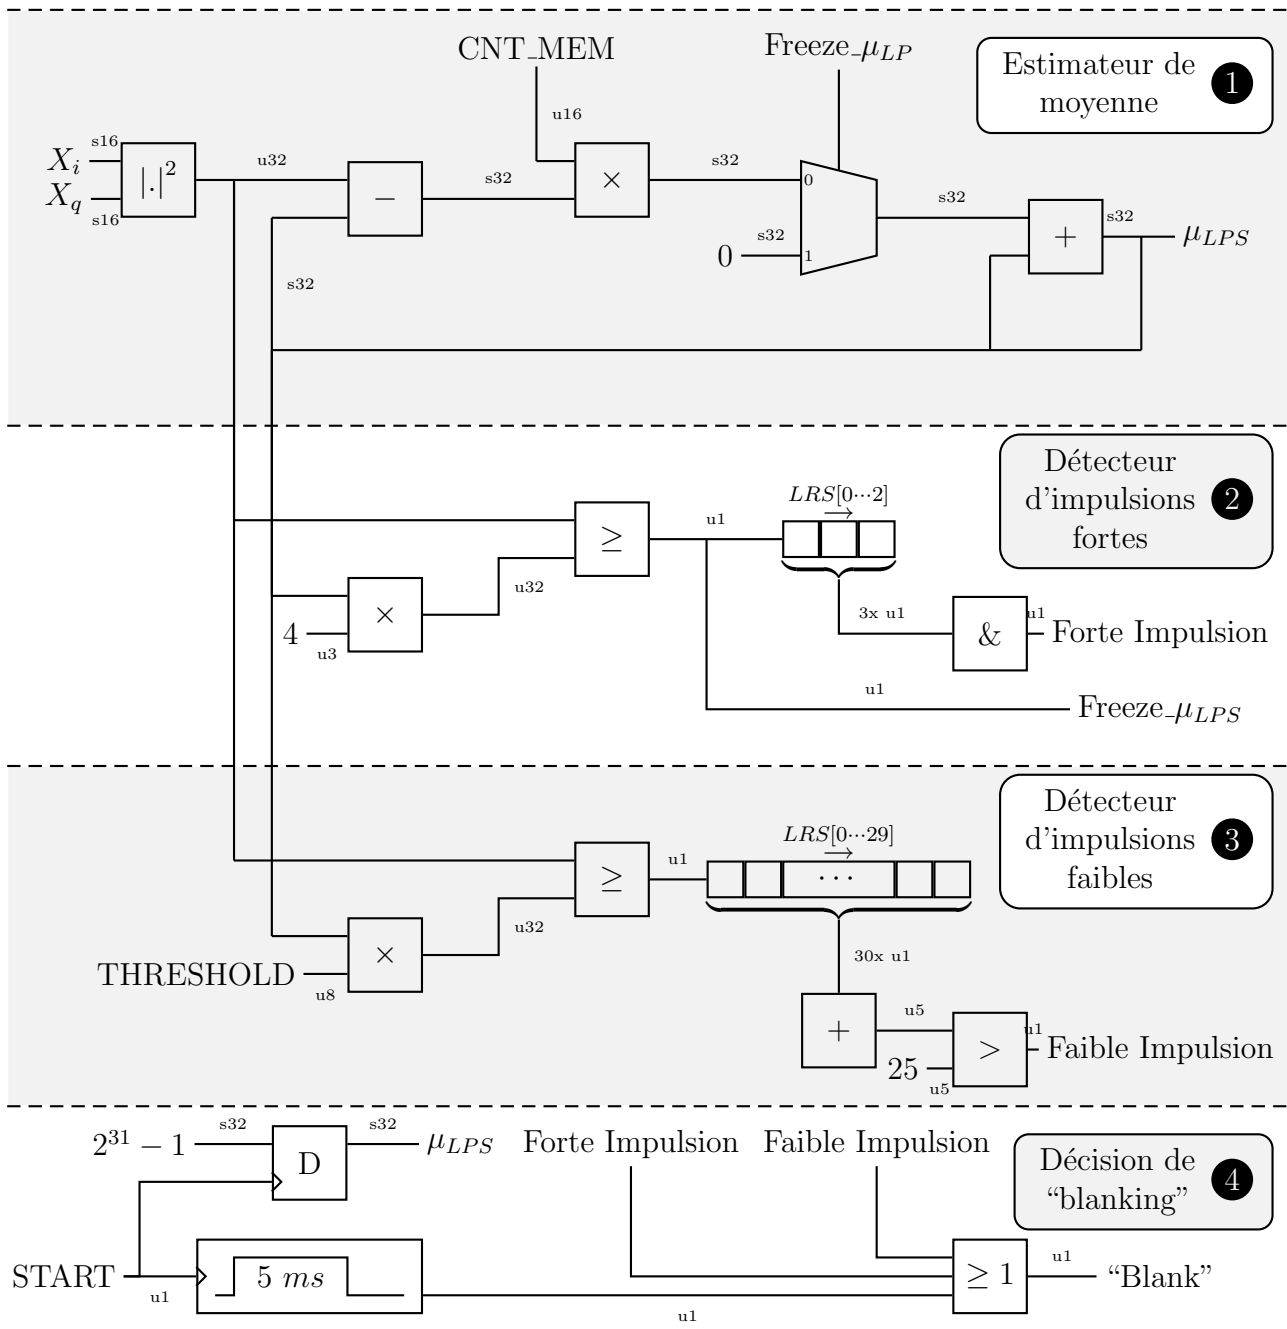 CNT_MEM
Freeze_μLP
Estimateur de
moyenne
1
u16
s16
Xi
Xq
s16
|.|²
u32
−
s32
×
s32
0
1
0
s32
s32
+
s32
μLPS
s32
Détecteur
d'impulsions
fortes
2
LRS[0···2]
→
u1
≥
u32
×
4
u3
3x u1
&
u1
Forte Impulsion
u1
Freeze_μLPS
Détecteur
d'impulsions
faibles
3
LRS[0···29]
→
u1
≥
···
u32
×
THRESHOLD
u8
30x u1
+
u5
>
u1
Faible Impulsion
25
u5
2³¹ − 1
s32
D
s32
μLPS
Forte Impulsion
Faible Impulsion
Décision de
“blanking”
4
START
u1
5 ms
u1
≥ 1
u1
“Blank”